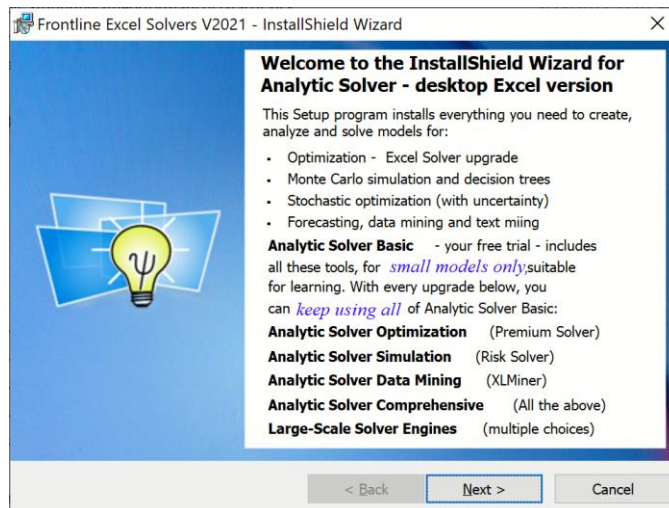 Frontline Excel Solvers V2021 - InstallShield Wizard
Welcome to the InstallShield Wizard for
Analytic Solver - desktop Excel version
This Setup program installs everything you need to create,
analyze and solve models for:
• Optimization - Excel Solver upgrade
• Monte Carlo simulation and decision trees
• Stochastic optimization (with uncertainty)
• Forecasting, data mining and text miing
Analytic Solver Basic - your free trial - includes
all these tools, for small models only, suitable
for learning. With every upgrade below, you
can keep using all of Analytic Solver Basic:
Analytic Solver Optimization (Premium Solver)
Analytic Solver Simulation (Risk Solver)
Analytic Solver Data Mining (XLMiner)
Analytic Solver Comprehensive (All the above)
Large-Scale Solver Engines (multiple choices)
ψ
< Back Next > Cancel